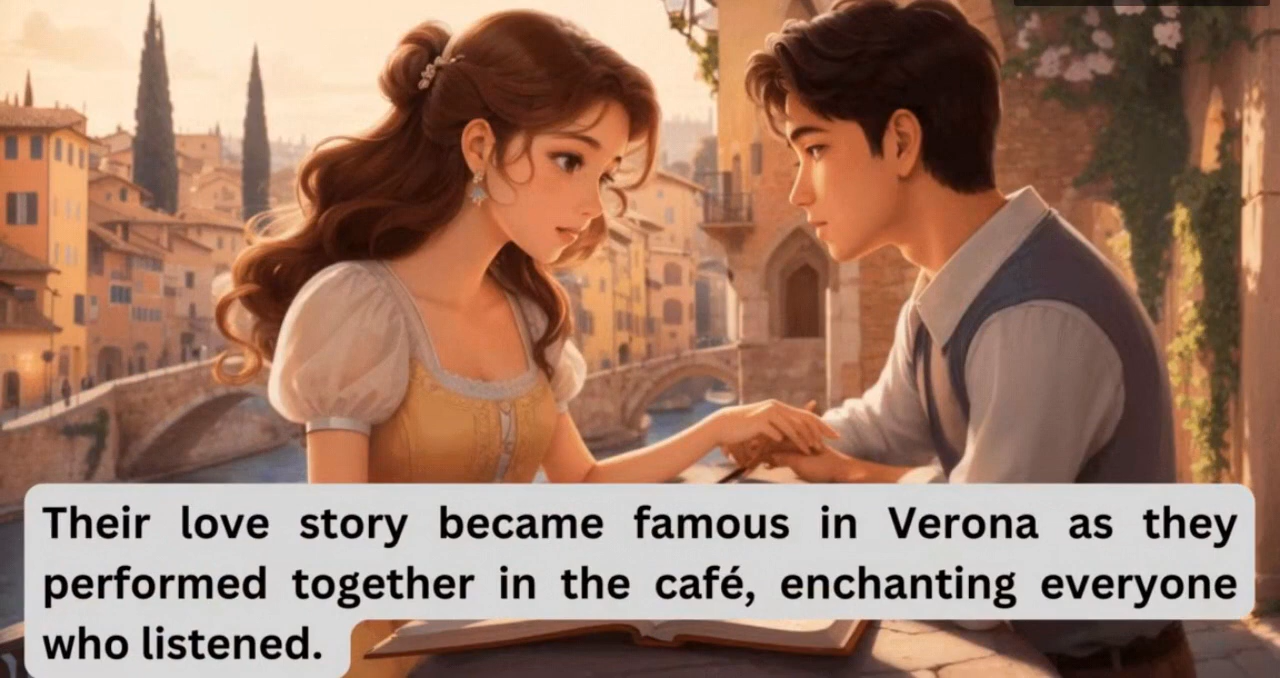 Their love story became famous in Verona as they
performed together in the café, enchanting everyone
who listened.